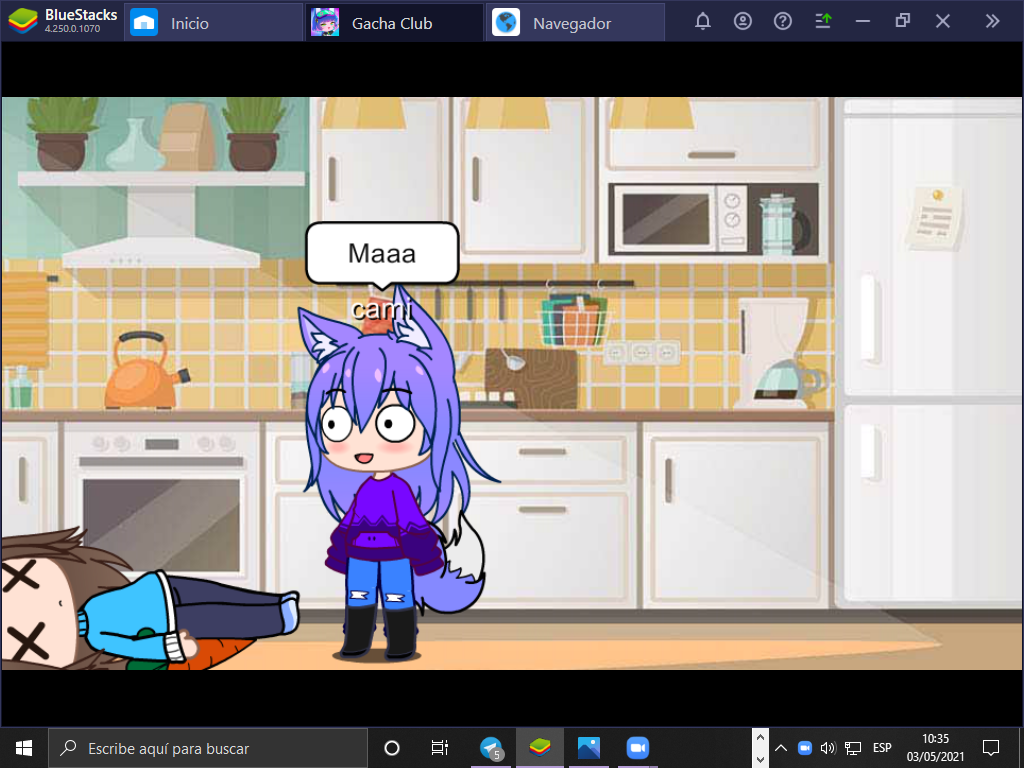 BlueStacks
4.250.0.1070
Inicio
Gacha Club
Navegador
Maaa
cami
Escribe aquí para buscar
5
ESP
10:35
03/05/2021